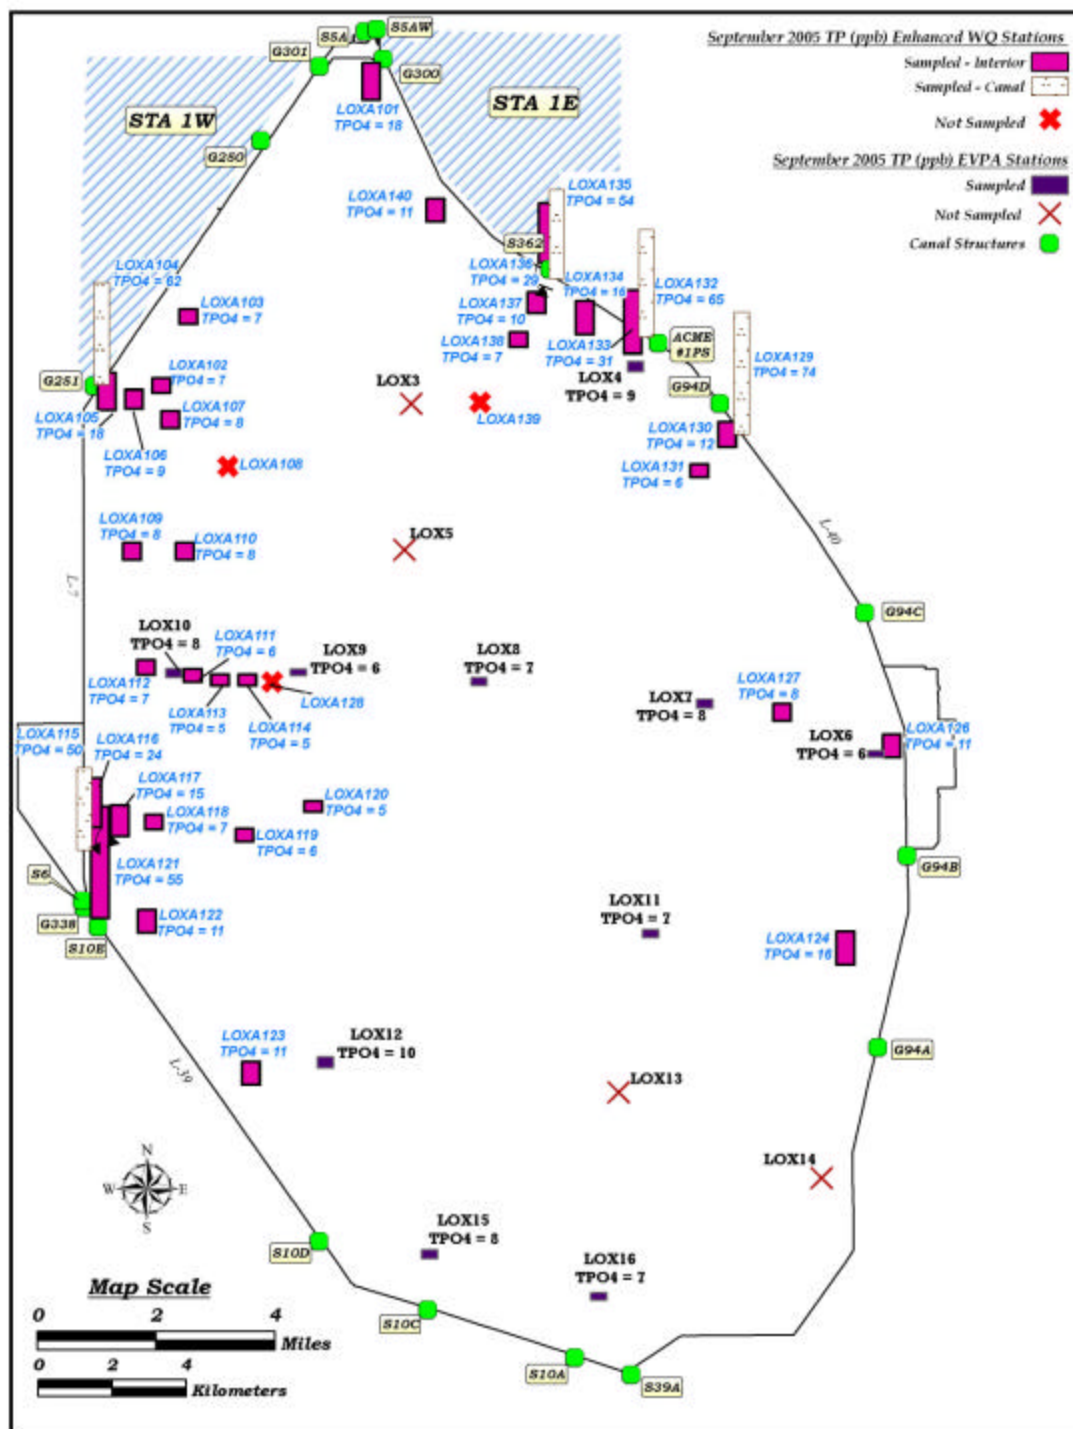 September 2005 TP (ppb) Enhanced WQ Stations
Sampled - Interior
Sampled - Canal
Not Sampled
September 2005 TP (ppb) EVPA Stations
Sampled
Not Sampled
Canal Structures
S5AW
S5A
G301
G300
LOXA101
TPO4 = 18
STA 1E
STA 1W
G250
LOXA140
TPO4 = 11
LOXA135
TPO4 = 54
S362
LOXA136
TPO4 = 29
LOXA134
TPO4 = 16
LOXA132
TPO4 = 65
LOXA104
TPO4 = 62
LOXA103
TPO4 = 7
LOXA137
TPO4 = 10
LOXA138
TPO4 = 7
LOXA133
TPO4 = 31
ACME
#1PS
LOXA129
TPO4 = 74
G251
LOXA102
TPO4 = 7
LOX3
LOX4
TPO4 = 9
G94D
LOXA105
TPO4 = 18
LOXA107
TPO4 = 8
LOXA139
LOXA130
TPO4 = 12
LOXA106
TPO4 = 9
LOXA108
LOXA131
TPO4 = 6
LOXA109
TPO4 = 8
LOXA110
TPO4 = 8
LOX5
L-40
L-7
G94C
LOX10
TPO4 = 8
LOXA111
TPO4 = 6
LOX9
TPO4 = 6
LOX8
TPO4 = 7
LOXA112
TPO4 = 7
LOXA113
TPO4 = 5
LOXA114
TPO4 = 5
LOXA128
LOX7
TPO4 = 8
LOXA127
TPO4 = 8
LOXA115
TPO4 = 50
LOXA116
TPO4 = 24
LOX6
TPO4 = 6
LOXA126
TPO4 = 11
LOXA117
TPO4 = 15
LOXA118
TPO4 = 7
LOXA120
TPO4 = 5
LOXA119
TPO4 = 6
LOXA121
TPO4 = 55
S6
G94B
G338
LOXA122
TPO4 = 11
S10E
LOX11
TPO4 = 7
LOXA124
TPO4 = 16
LOXA123
TPO4 = 11
LOX12
TPO4 = 10
L-39
G94A
LOX13
LOX14
N
W E
S
LOX15
TPO4 = 8
S10D
LOX16
TPO4 = 7
Map Scale
0 2 4
Miles
0 2 4
Kilometers
S10C
S10A
S39A